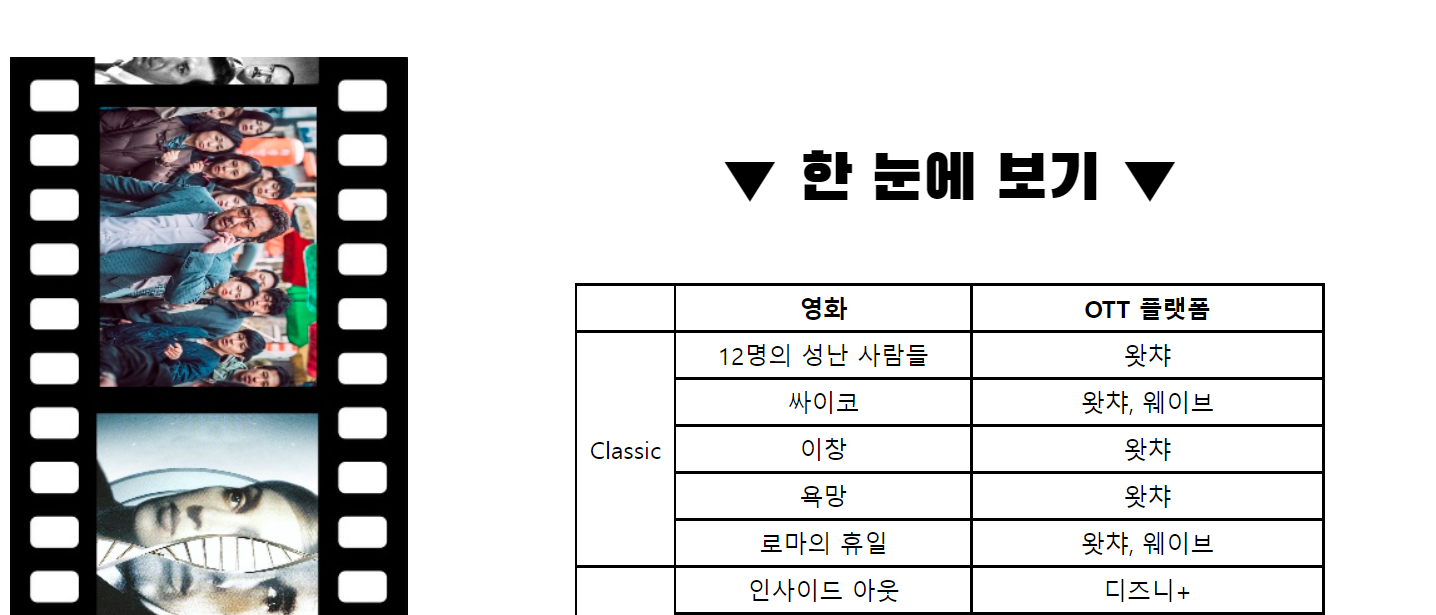 ▼ 한 눈에 보기 ▼
영화 OTT 플랫폼
12명의 성난 사람들 왓챠
싸이코 왓챠, 웨이브
Classic 이창 왓챠
욕망 왓챠
로마의 휴일 왓챠, 웨이브
인사이드 아웃 디즈니+